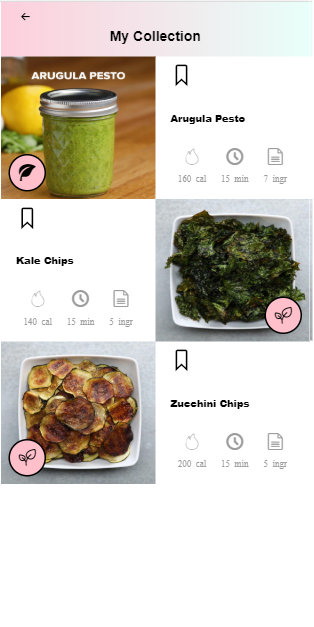 My Collection
ARUGULA PESTO
Arugula Pesto
160 cal 15 min 7 ingr
Kale Chips
140 cal 15 min 5 ingr
Zucchini Chips
200 cal 15 min 5 ingr